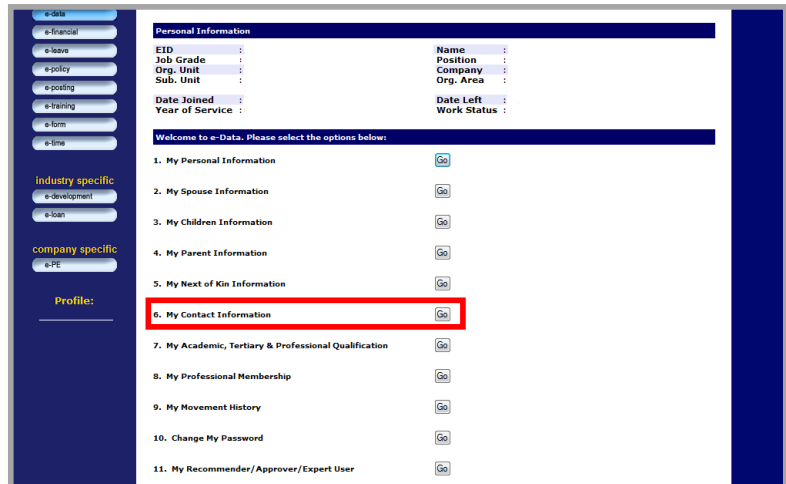 e-data
e-financial
e-leave
e-policy
e-posting
e-training
e-form
e-time
industry specific
e-development
e-loan
company specific
e-PE
Profile:
Personal Information
EID : Name :
Job Grade : Position :
Org. Unit : Company :
Sub. Unit : Org. Area :
Date Joined : Date Left :
Year of Service : Work Status :
Welcome to e-Data. Please select the options below:
1. My Personal Information Go
2. My Spouse Information Go
3. My Children Information Go
4. My Parent Information Go
5. My Next of Kin Information Go
6. My Contact Information Go
7. My Academic, Tertiary & Professional Qualification Go
8. My Professional Membership Go
9. My Movement History Go
10. Change My Password Go
11. My Recommender/Approver/Expert User Go